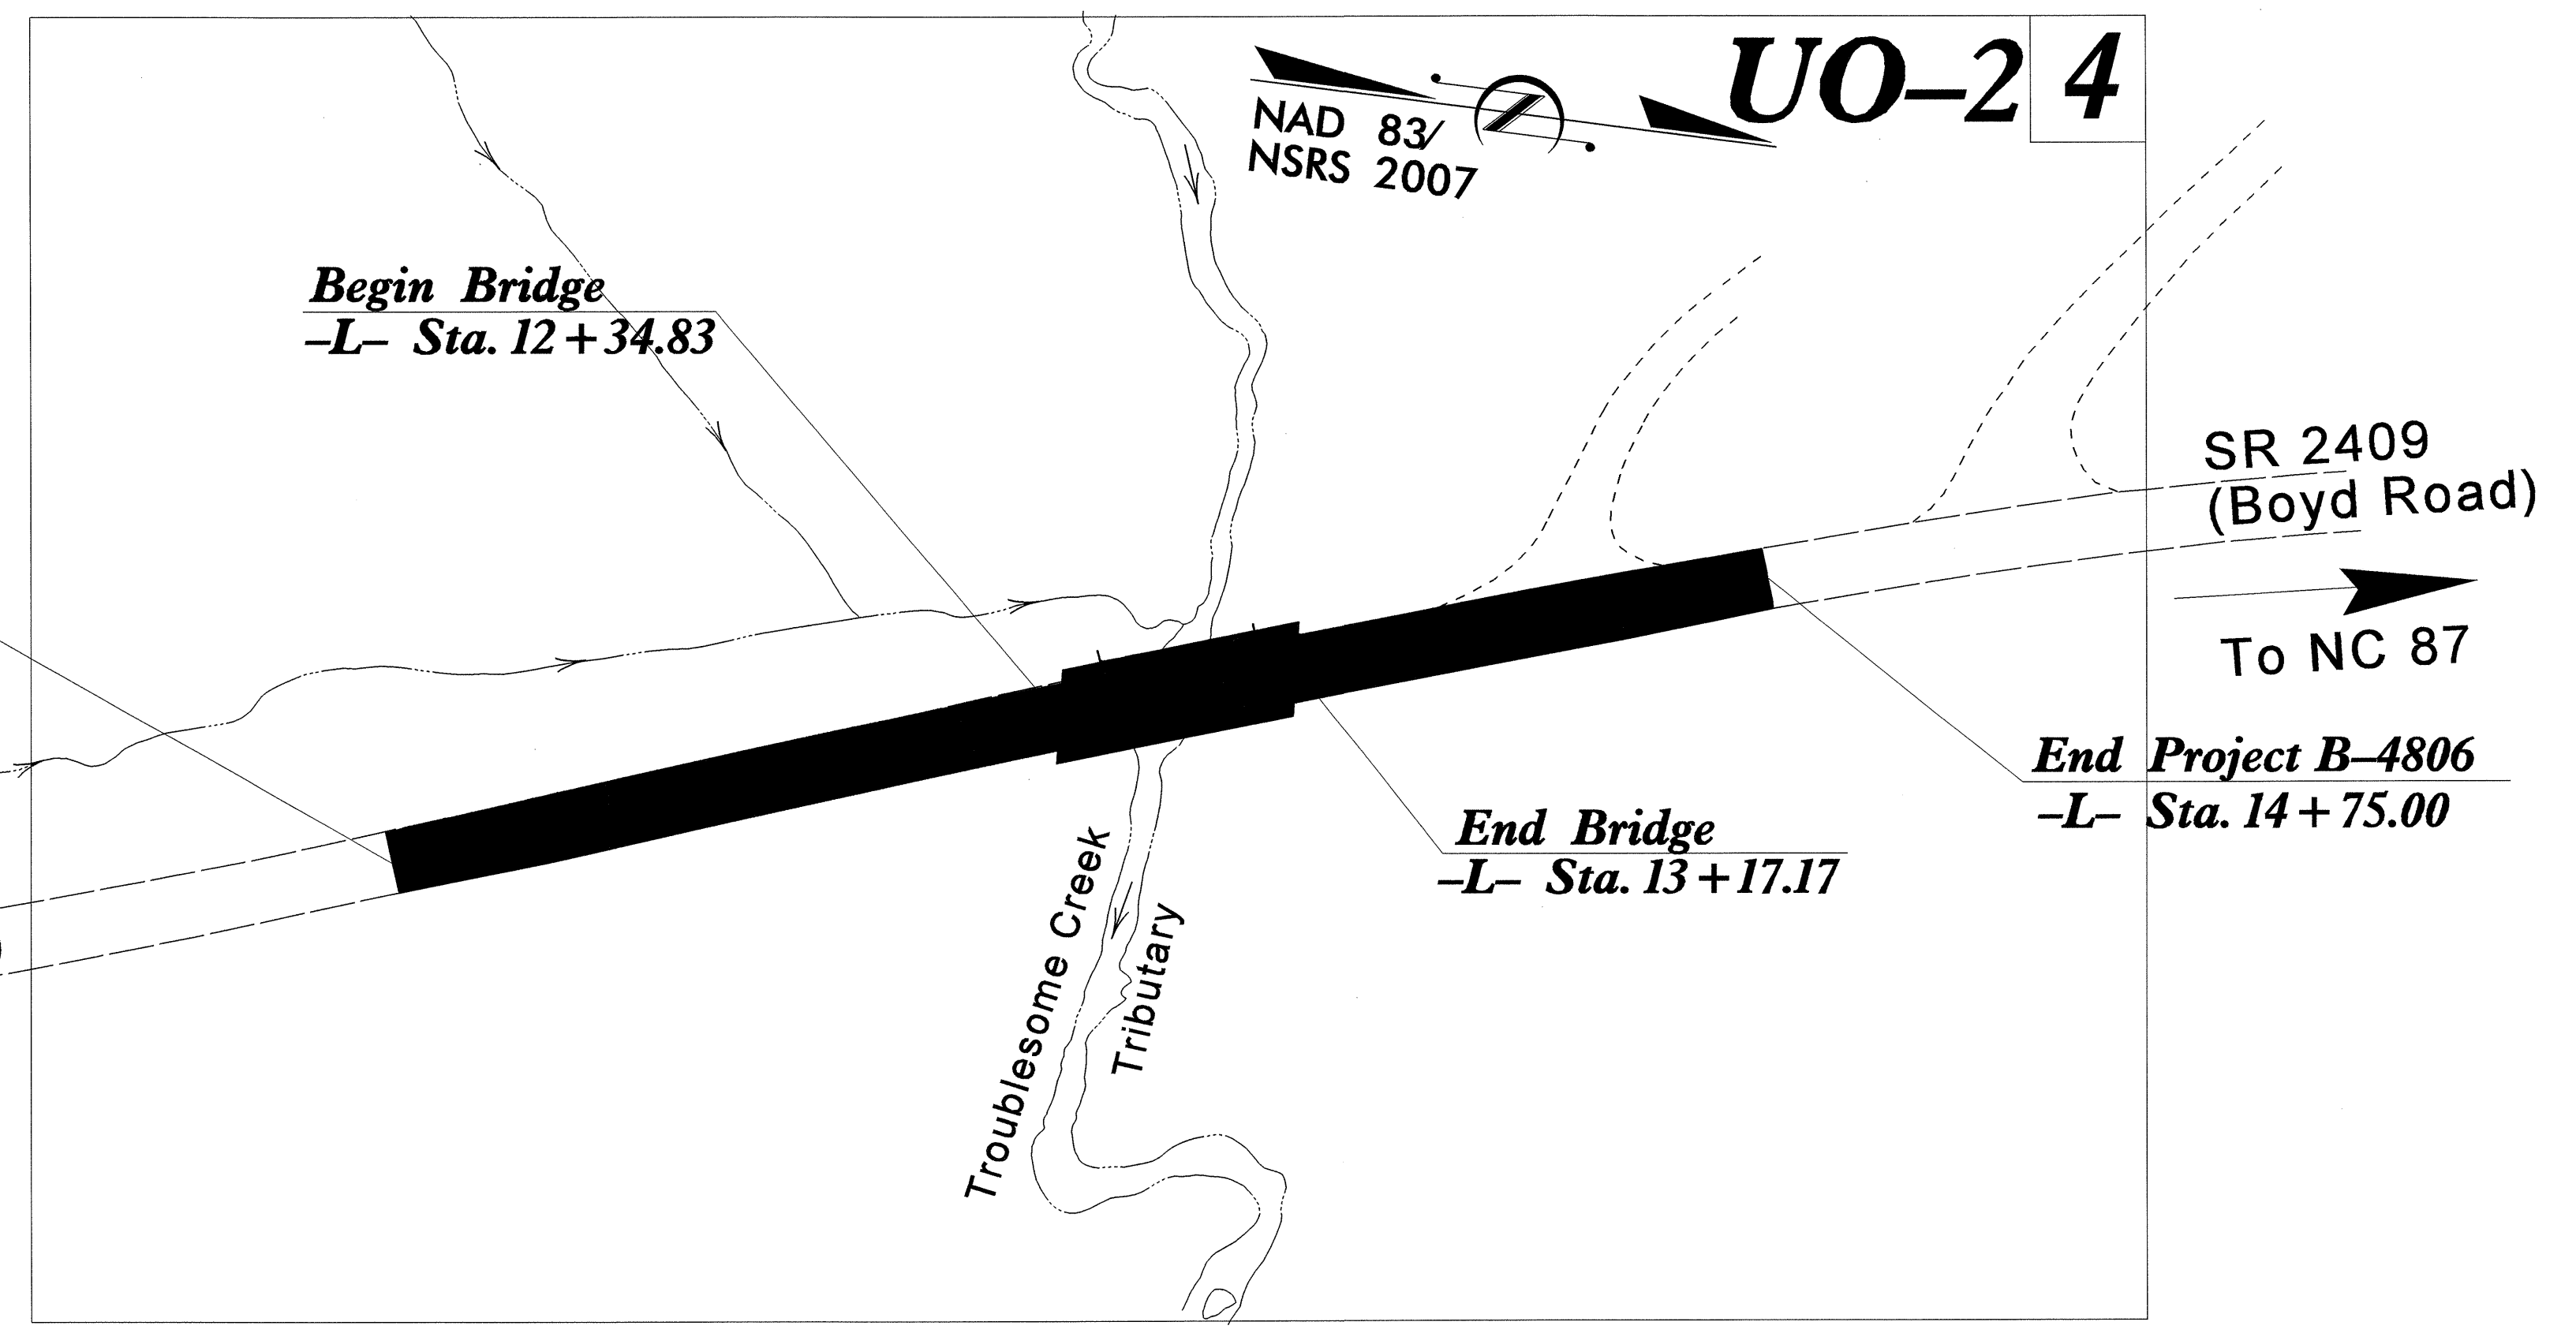 UO–2 4
NAD 83/
NSRS 2007
Begin Bridge
–L– Sta. 12+34.83
SR 2409
(Boyd Road)
To NC 87
End Project B–4806
–L– Sta. 14+75.00
End Bridge
–L– Sta. 13+17.17
Troublesome Creek
Tributary